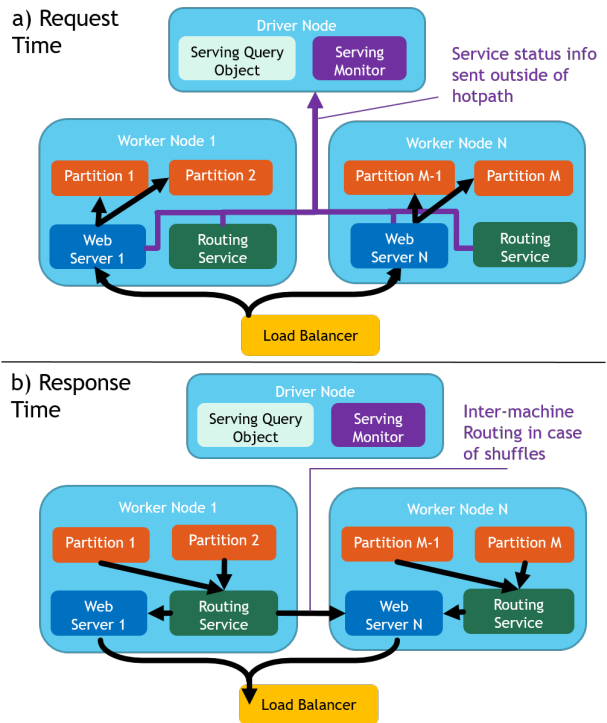 a) Request
Time
Driver Node
Serving Query
Object
Serving
Monitor
Service status info
sent outside of
hotpath
Worker Node 1
Partition 1
Partition 2
Web
Server 1
Routing
Service
Worker Node N
Partition M-1
Partition M
Web
Server N
Routing
Service
Load Balancer
b) Response
Time
Driver Node
Serving Query
Object
Serving
Monitor
Inter-machine
Routing in case
of shuffles
Worker Node 1
Partition 1
Partition 2
Web
Server 1
Routing
Service
Worker Node N
Partition M-1
Partition M
Web
Server N
Routing
Service
Load Balancer